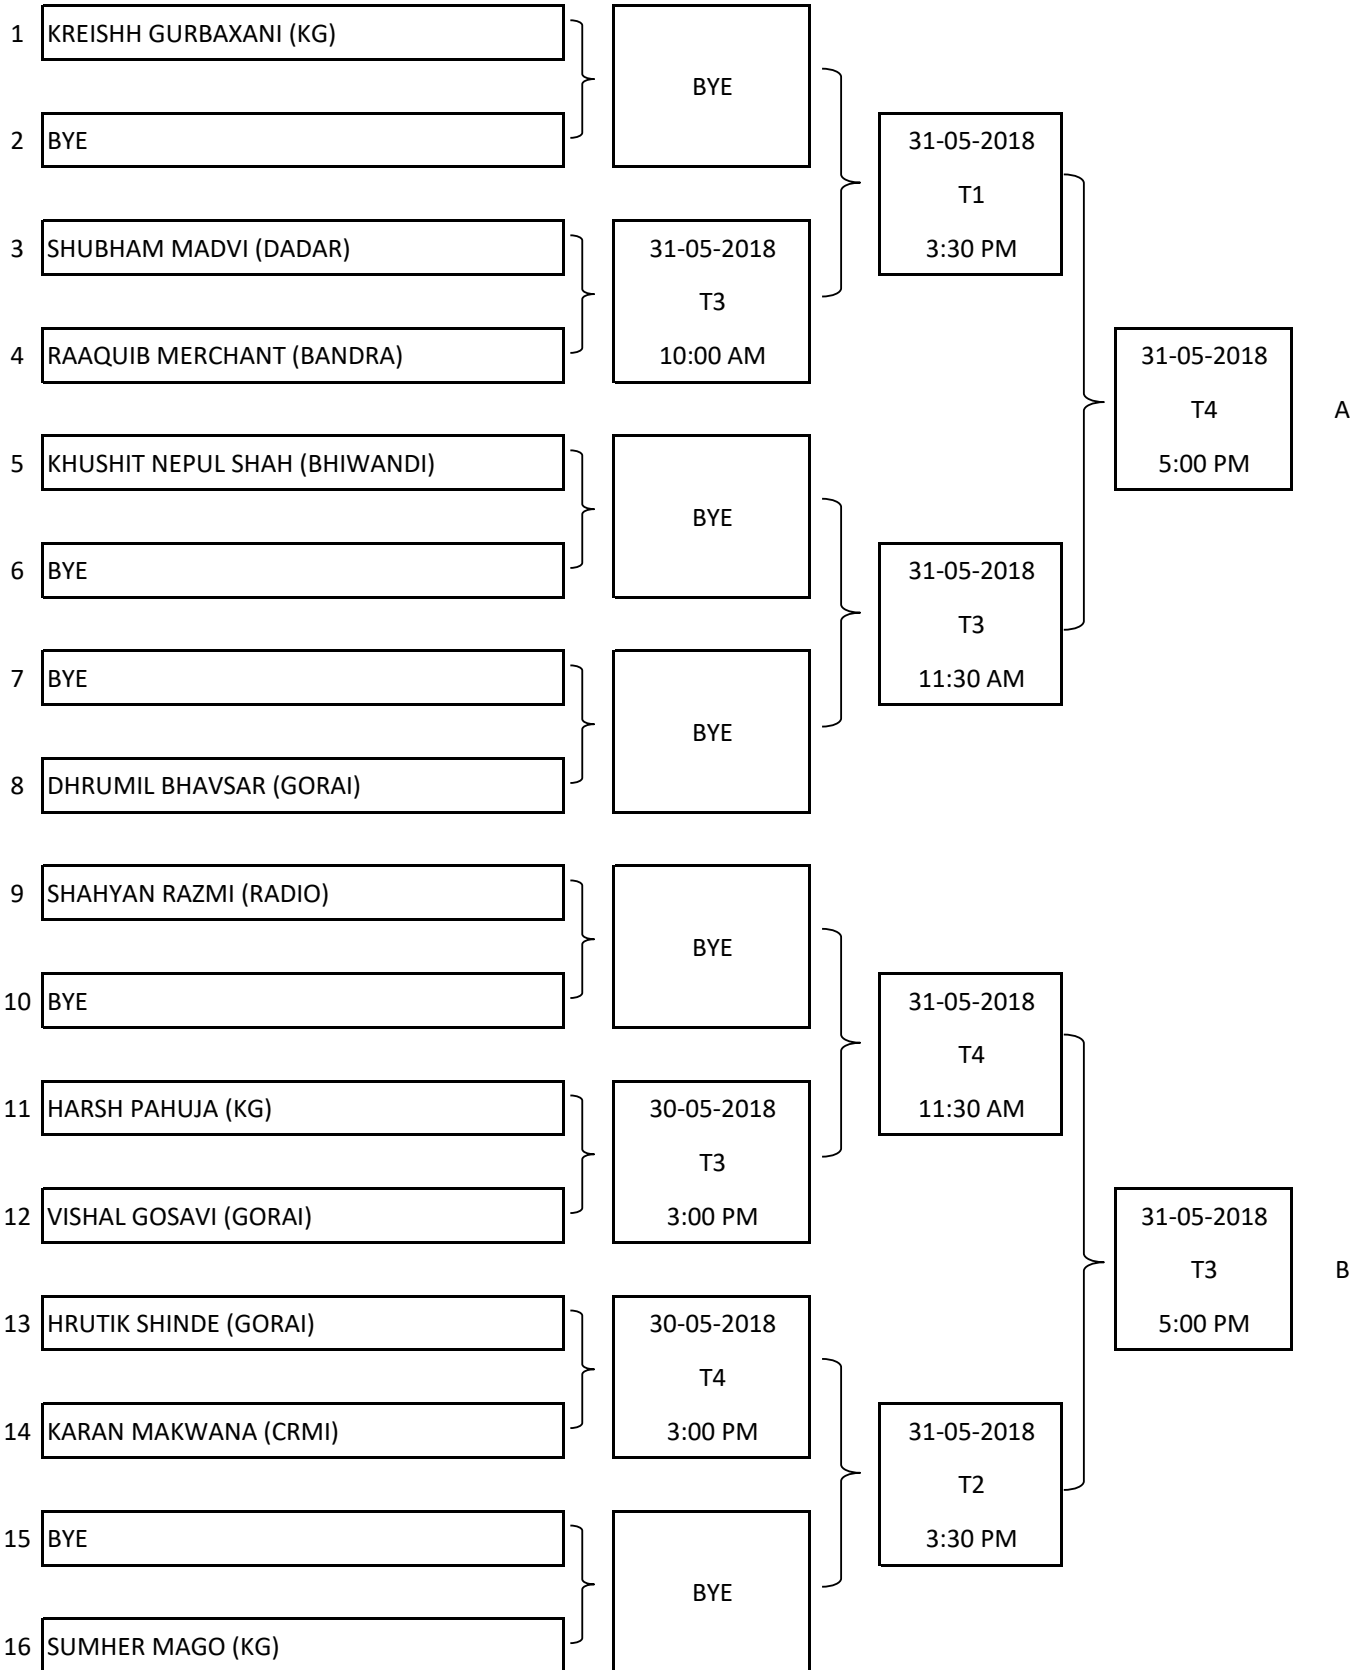 1 KREISHH GURBAXANI (KG)
BYE
2 BYE
31-05-2018
T1
3:30 PM
3 SHUBHAM MADVI (DADAR)
31-05-2018
T3
10:00 AM
4 RAAQUIB MERCHANT (BANDRA)
31-05-2018
T4
5:00 PM
A
5 KHUSHIT NEPUL SHAH (BHIWANDI)
BYE
6 BYE
31-05-2018
T3
11:30 AM
7 BYE
BYE
8 DHRUMIL BHAVSAR (GORAI)
9 SHAHYAN RAZMI (RADIO)
BYE
10 BYE
31-05-2018
T4
11:30 AM
11 HARSH PAHUJA (KG)
30-05-2018
T3
3:00 PM
12 VISHAL GOSAVI (GORAI)
31-05-2018
T3
5:00 PM
B
13 HRUTIK SHINDE (GORAI)
30-05-2018
T4
3:00 PM
14 KARAN MAKWANA (CRMI)
31-05-2018
T2
3:30 PM
15 BYE
BYE
16 SUMHER MAGO (KG)